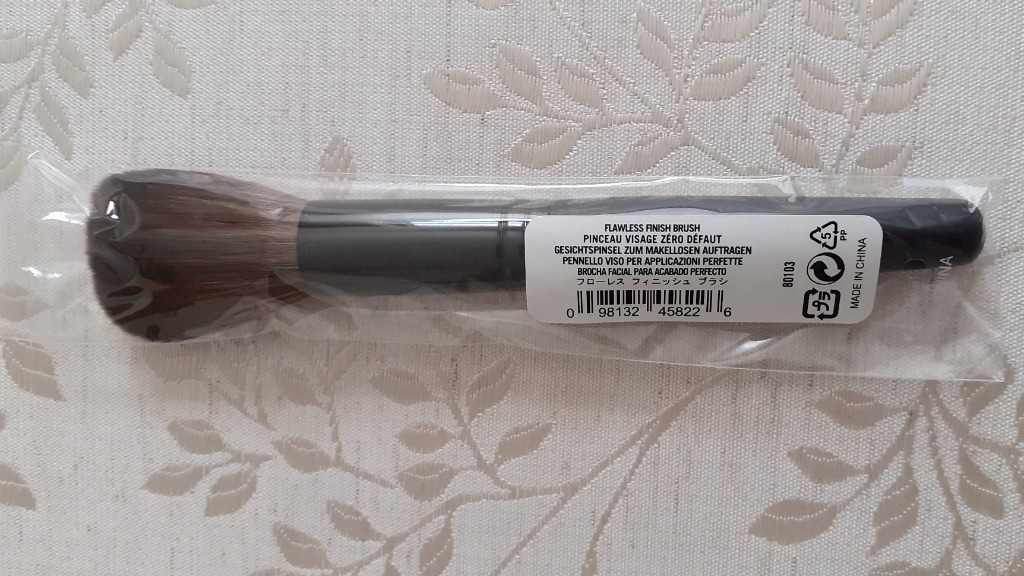 FLAWLESS FINISH BRUSH
PINCEAU VISAGE ZÉRO DÉFAUT
GESICHTSPINSEL ZUM MAKELLOSEN AUFTRAGEN
PENNELLO VISO PER APPLICAZIONI PERFETTE
BROCHA FACIAL PARA ACABADO PERFECTO
フローレス フィニッシュ ブラシ
0 98132 45822 6
80103
5
PP
MADE IN CHINA